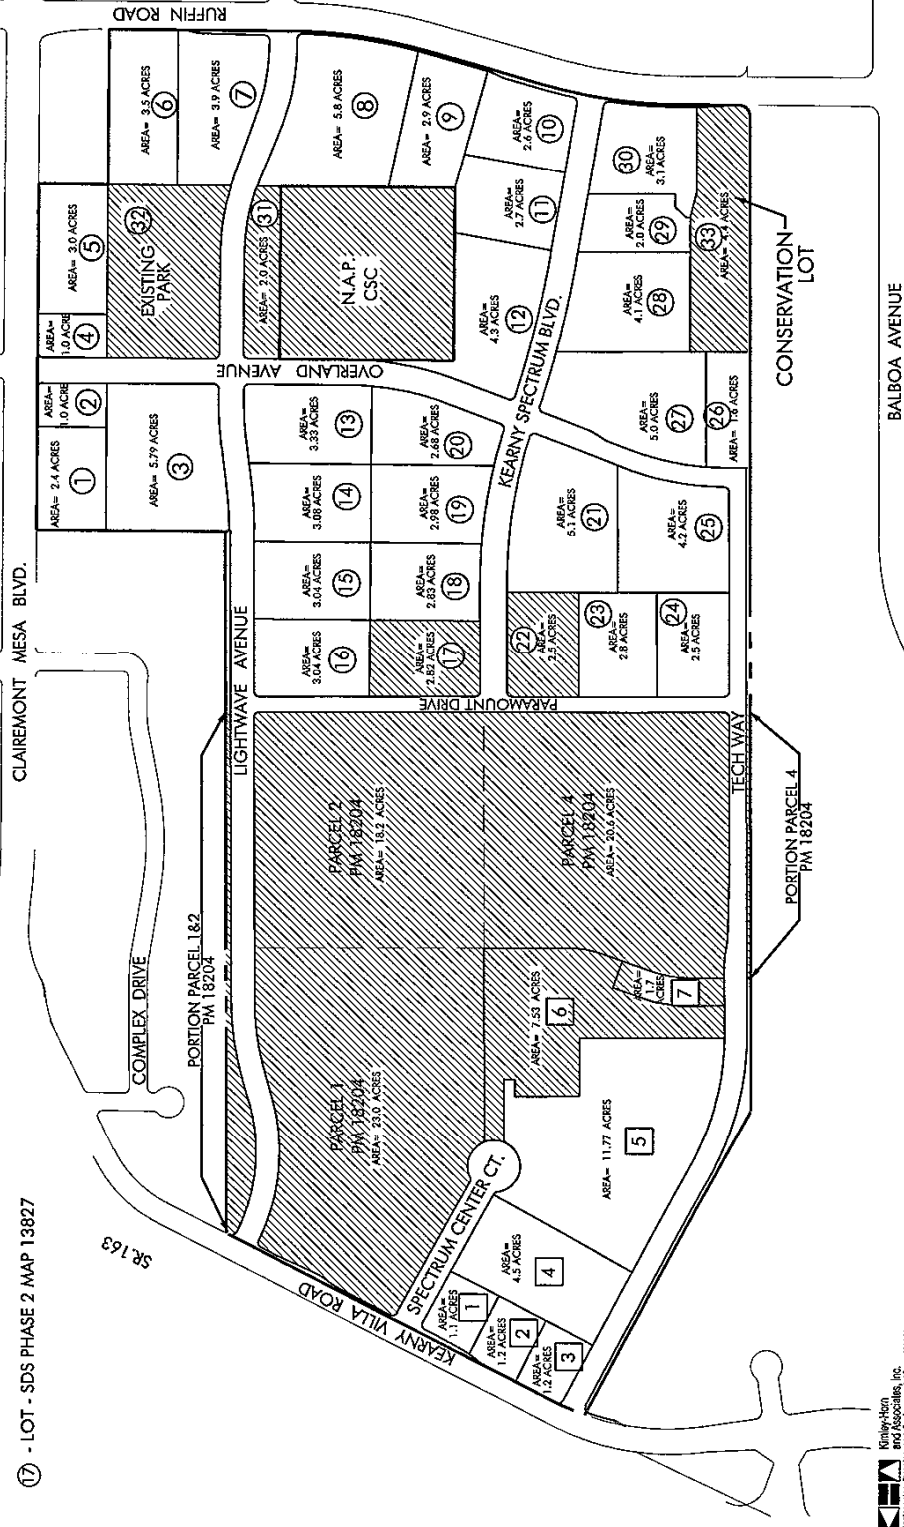 RUFFIN ROAD
AREA= 3.5 ACRES
6
AREA= 3.9 ACRES
7
AREA= 5.8 ACRES
8
AREA= 2.9 ACRES
9
AREA=
2.6 ACRES
10
AREA=
2.7 ACRES
11
AREA=
4.3 ACRES
12
30
AREA=
3.1 ACRES
AREA=
2.0 ACRES
29
AREA=
4.1 ACRES
28
33
AREA= 4.4 ACRES
CONSERVATION
LOT
BALBOA AVENUE
AREA= 3.0 ACRES
5
AREA=
1.0 ACRE
4
EXISTING
PARK
32
AREA= 2.0 ACRES
31
N.A.P.
CSC
OVERLAND AVENUE
KEARNY SPECTRUM BLVD.
AREA=
1.0 ACRE
2
AREA= 2.4 ACRES
1
AREA= 5.79 ACRES
3
AREA=
3.33 ACRES
13
AREA=
3.08 ACRES
14
AREA=
3.04 ACRES
15
AREA=
3.04 ACRES
16
AREA=
2.68 ACRES
20
AREA=
2.98 ACRES
19
AREA=
2.83 ACRES
18
AREA=
2.82 ACRES
17
AREA=
5.0 ACRES
27
26
AREA= 1.6 ACRES
AREA=
5.1 ACRES
21
AREA=
4.2 ACRES
25
22
AREA=
2.5 ACRES
23
AREA=
2.8 ACRES
24
AREA=
2.5 ACRES
CLAIREMONT MESA BLVD.
LIGHTWAVE AVENUE
PARAMOUNT DRIVE
TECH WAY
PARCEL 2
PM 18204
AREA= 18.2 ACRES
PARCEL 4
PM 18204
AREA= 20.6 ACRES
PORTION PARCEL 4
PM 18204
PORTION PARCEL 1&2
PM 18204
COMPLEX DRIVE
PARCEL 1
PM 18204
AREA= 23.0 ACRES
AREA= 7.53 ACRES
6
AREA=
1.7
ACRES
7
AREA= 11.77 ACRES
5
SPECTRUM CENTER CT.
AREA=
4.5 ACRES
4
AREA=
1.1 ACRES
1
AREA=
1.2 ACRES
2
AREA=
1.2 ACRES
3
KEARNY VILLA ROAD
SR.163
17 - LOT - SDS PHASE 2 MAP 13827
Kimley-Horn
and Associates, Inc.